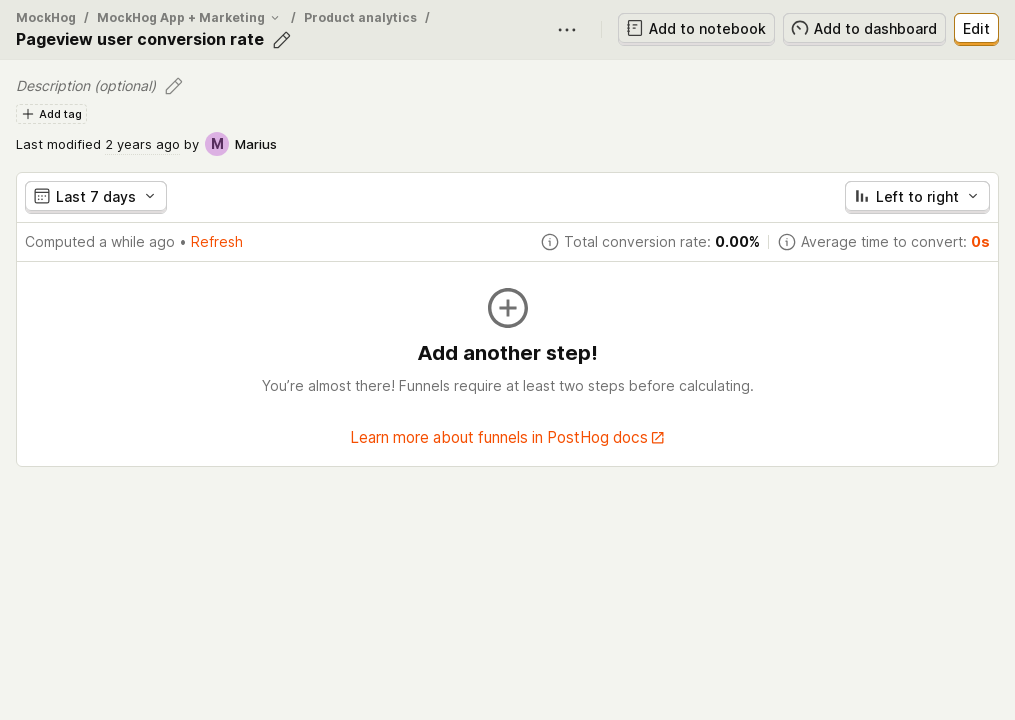 MockHog / MockHog App + Marketing / Product analytics /
Pageview user conversion rate
Add to notebook
Add to dashboard
Edit
Description (optional)
Add tag
Last modified 2 years ago by M Marius
Last 7 days
Left to right
Computed a while ago • Refresh
Total conversion rate: 0.00%
Average time to convert: 0s
Add another step!
You’re almost there! Funnels require at least two steps before calculating.
Learn more about funnels in PostHog docs